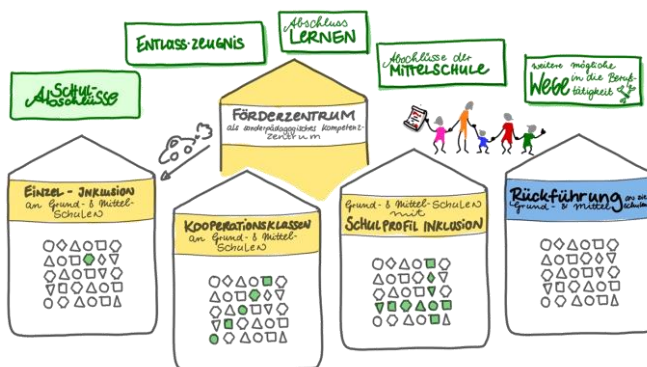 SCHUL-
Abschlüsse
ENTLASS-ZEUGNIS
Abschluss
LERNEN
Abschlüsse der
MITTELSCHULE
weitere mögliche
WEGE in die Berufs-
tätigkeit
FÖRDERZENTRUM
als sonderpädagogisches Kompetenz-
zentrum
EINZEL-INKLUSION
an Grund- & Mittel-
Schulen
KOOPERATIONSKLASSEN
an Grund- & Mittel-
Schulen
Grund- & Mittel-Schulen
mit
SCHULPROFIL INKLUSION
Rückführung an die
Grund- & Mittel
Schulen